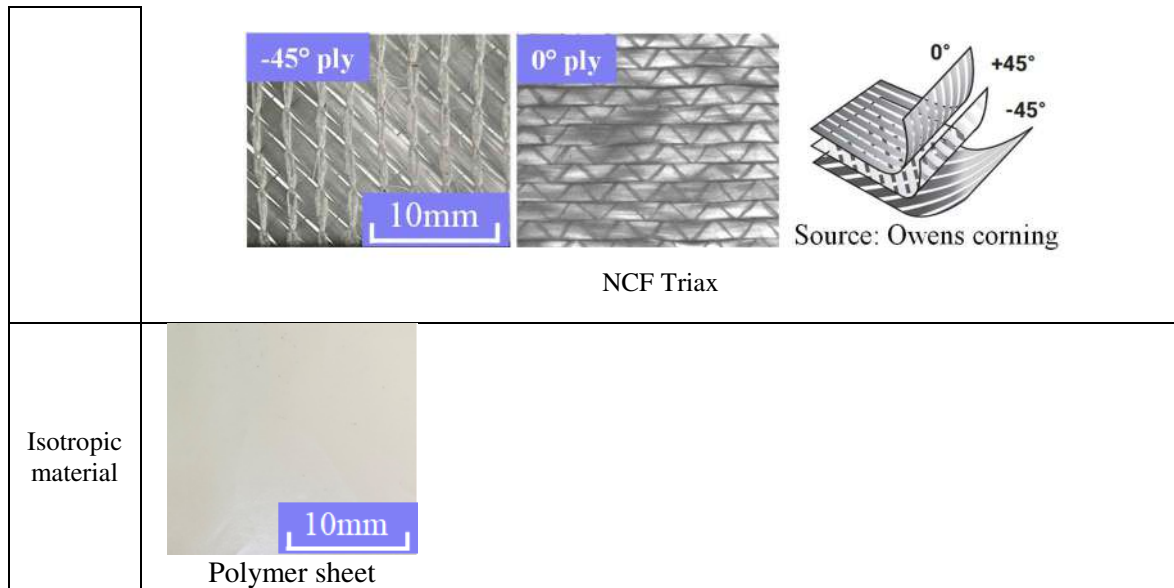 -45° ply
10mm
0° ply
0°
+45°
-45°
Source: Owens corning
NCF Triax
Isotropic
material
10mm
Polymer sheet